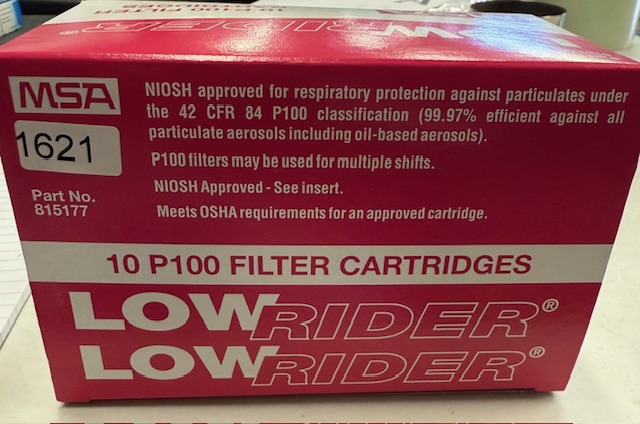 MSA
NIOSH approved for respiratory protection against particulates under
the 42 CFR 84 P100 classification (99.97% efficient against all
particulate aerosols including oil-based aerosols).
1621
P100 filters may be used for multiple shifts.
NIOSH Approved - See insert.
Part No.
815177
Meets OSHA requirements for an approved cartridge.
10 P100 FILTER CARTRIDGES
LOWRIDER®
LOWRIDER®